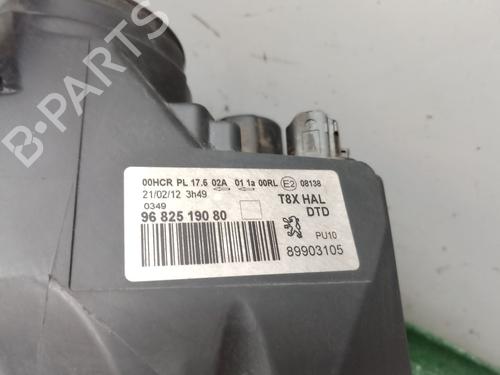 00HCR PL 17.6 02A 01 1a 00RL E2 08138
21/02/12 3h49
0349
96 825 190 80
T8X HAL
DTD
PU10
89903105
B-PARTS